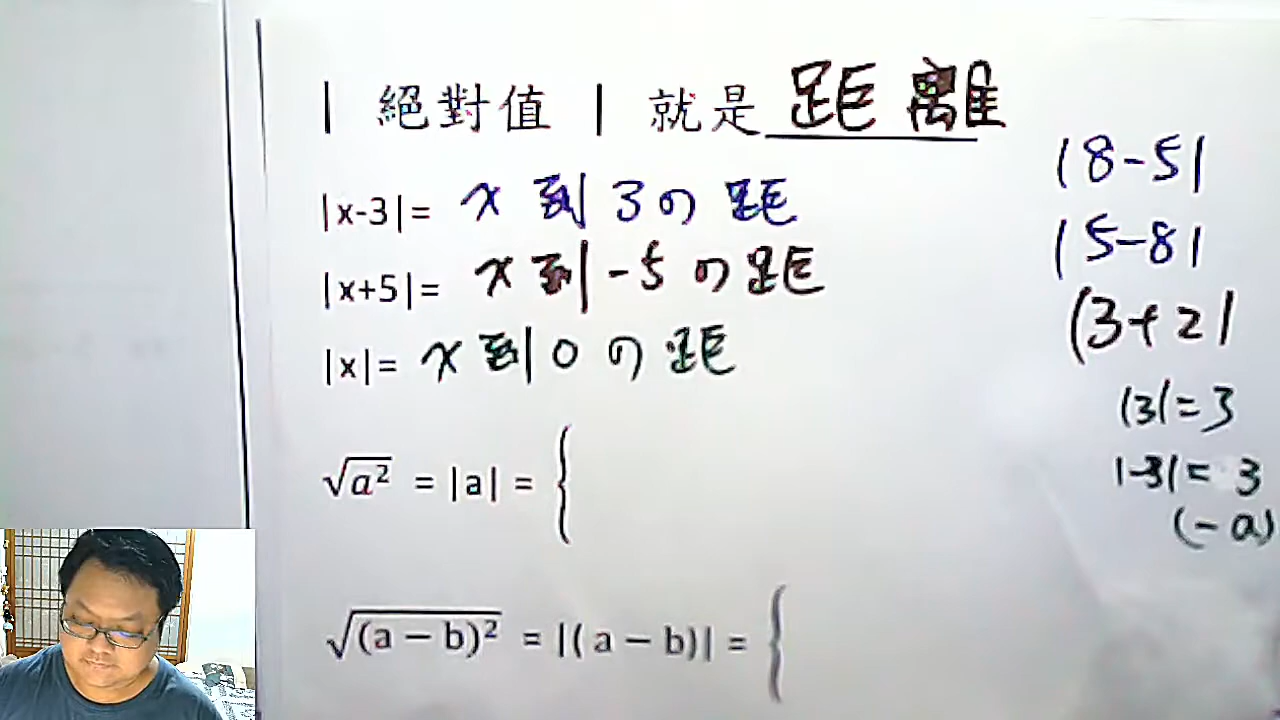 | 絕對值 | 就是 距離
|x-3|= x 到 3 の 距
|x+5|= x 到 -5 の 距
|x|= x 到 0 の 距
√a² = |a| = {
√(a − b)² = |(a − b)| = {
|8-5|
|5-8|
|3+2|
|3|=3
|-3|= 3
(-a)